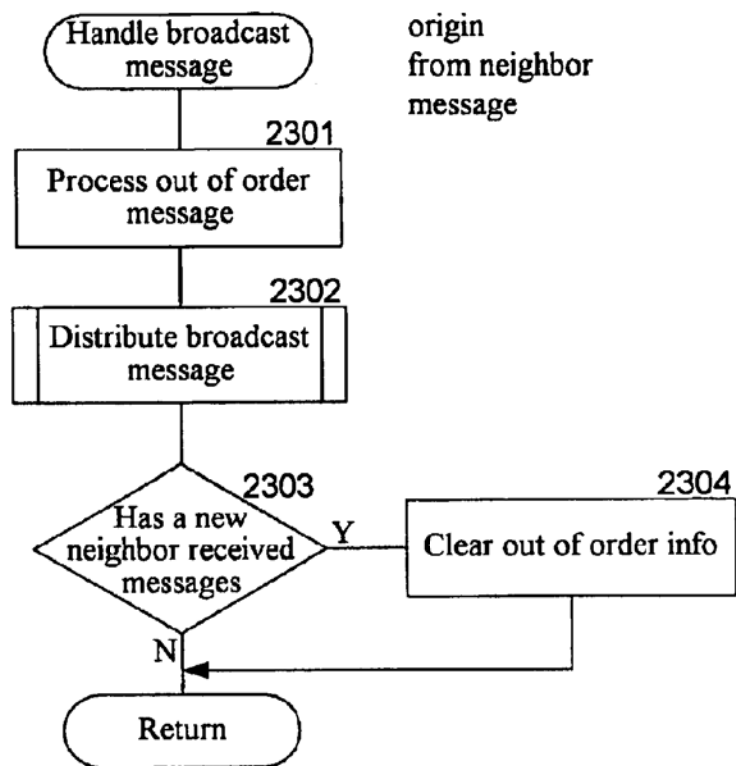 Handle broadcast
message
origin
from neighbor
message
2301
Process out of order
message
2302
Distribute broadcast
message
2303
Has a new
neighbor received
messages
Y
2304
Clear out of order info
N
Return